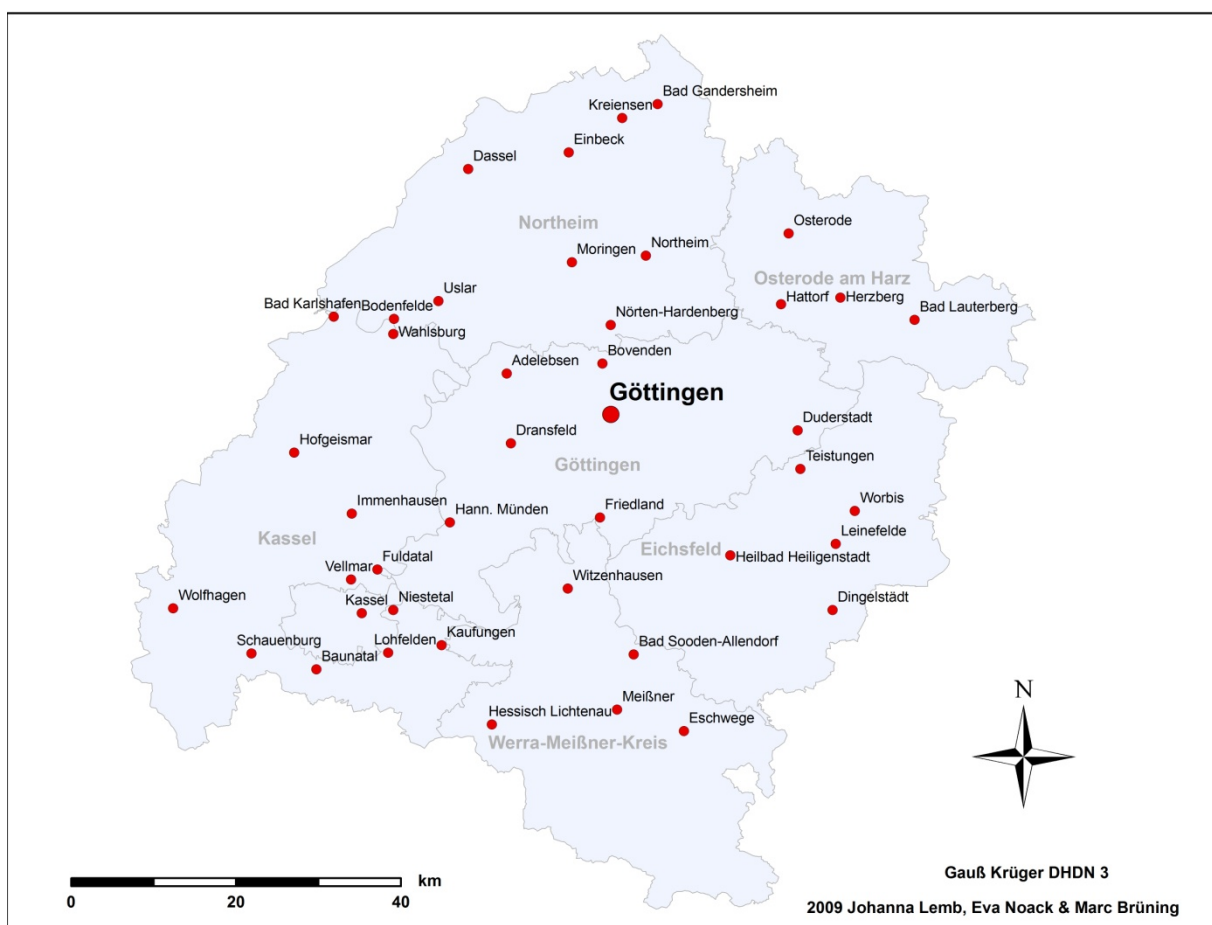 Bad Gandersheim
Kreiensen
Einbeck
Dassel
Northeim
Osterode
Moringen
Northeim
Osterode am Harz
Hattorf
Herzberg
Bad Lauterberg
Uslar
Bad Karlshafen
Bodenfelde
Wahlsburg
Nörten-Hardenberg
Adelebsen
Bovenden
Göttingen
Duderstadt
Dransfeld
Hofgeismar
Göttingen
Teistungen
Immenhausen
Hann. Münden
Friedland
Worbis
Kassel
Eichsfeld
Leinefelde
Heilbad Heiligenstadt
Vellmar
Fuldatal
Witzenhausen
Wolfhagen
Kassel
Niestetal
Dingelstädt
Schauenburg
Baunatal
Lohfelden
Kaufungen
Bad Sooden-Allendorf
Meißner
Hessisch Lichtenau
Eschwege
Werra-Meißner-Kreis
N
km
0
20
40
Gauß Krüger DHDN 3
2009 Johanna Lemb, Eva Noack & Marc Brüning